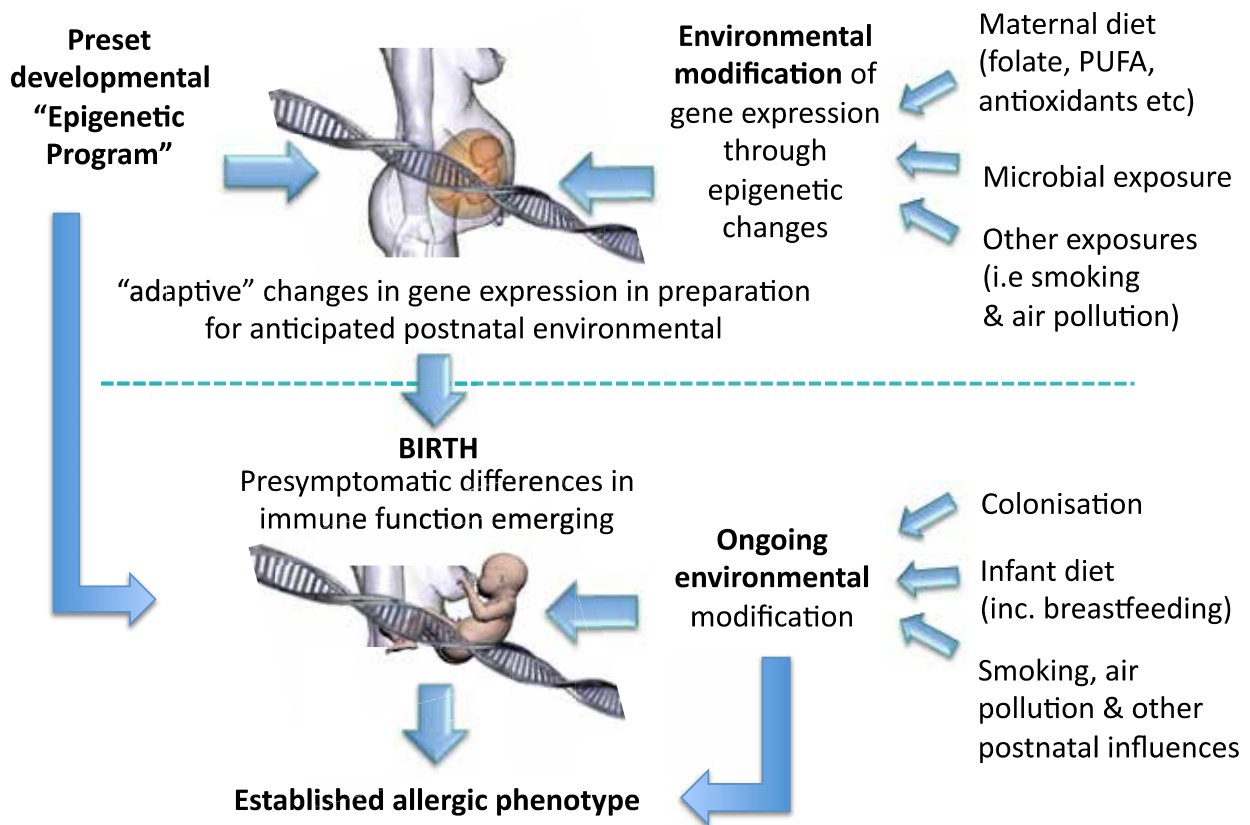 Preset
developmental
“Epigenetic
Program”
Environmental
modification of
gene expression
through
epigenetic
changes
Maternal diet
(folate, PUFA,
antioxidants etc)
Microbial exposure
Other exposures
(i.e smoking
& air pollution)
“adaptive” changes in gene expression in preparation
for anticipated postnatal environmental
BIRTH
Presymptomatic differences in
immune function emerging
Ongoing
environmental
modification
Colonisation
Infant diet
(inc. breastfeeding)
Smoking, air
pollution & other
postnatal influences
Established allergic phenotype